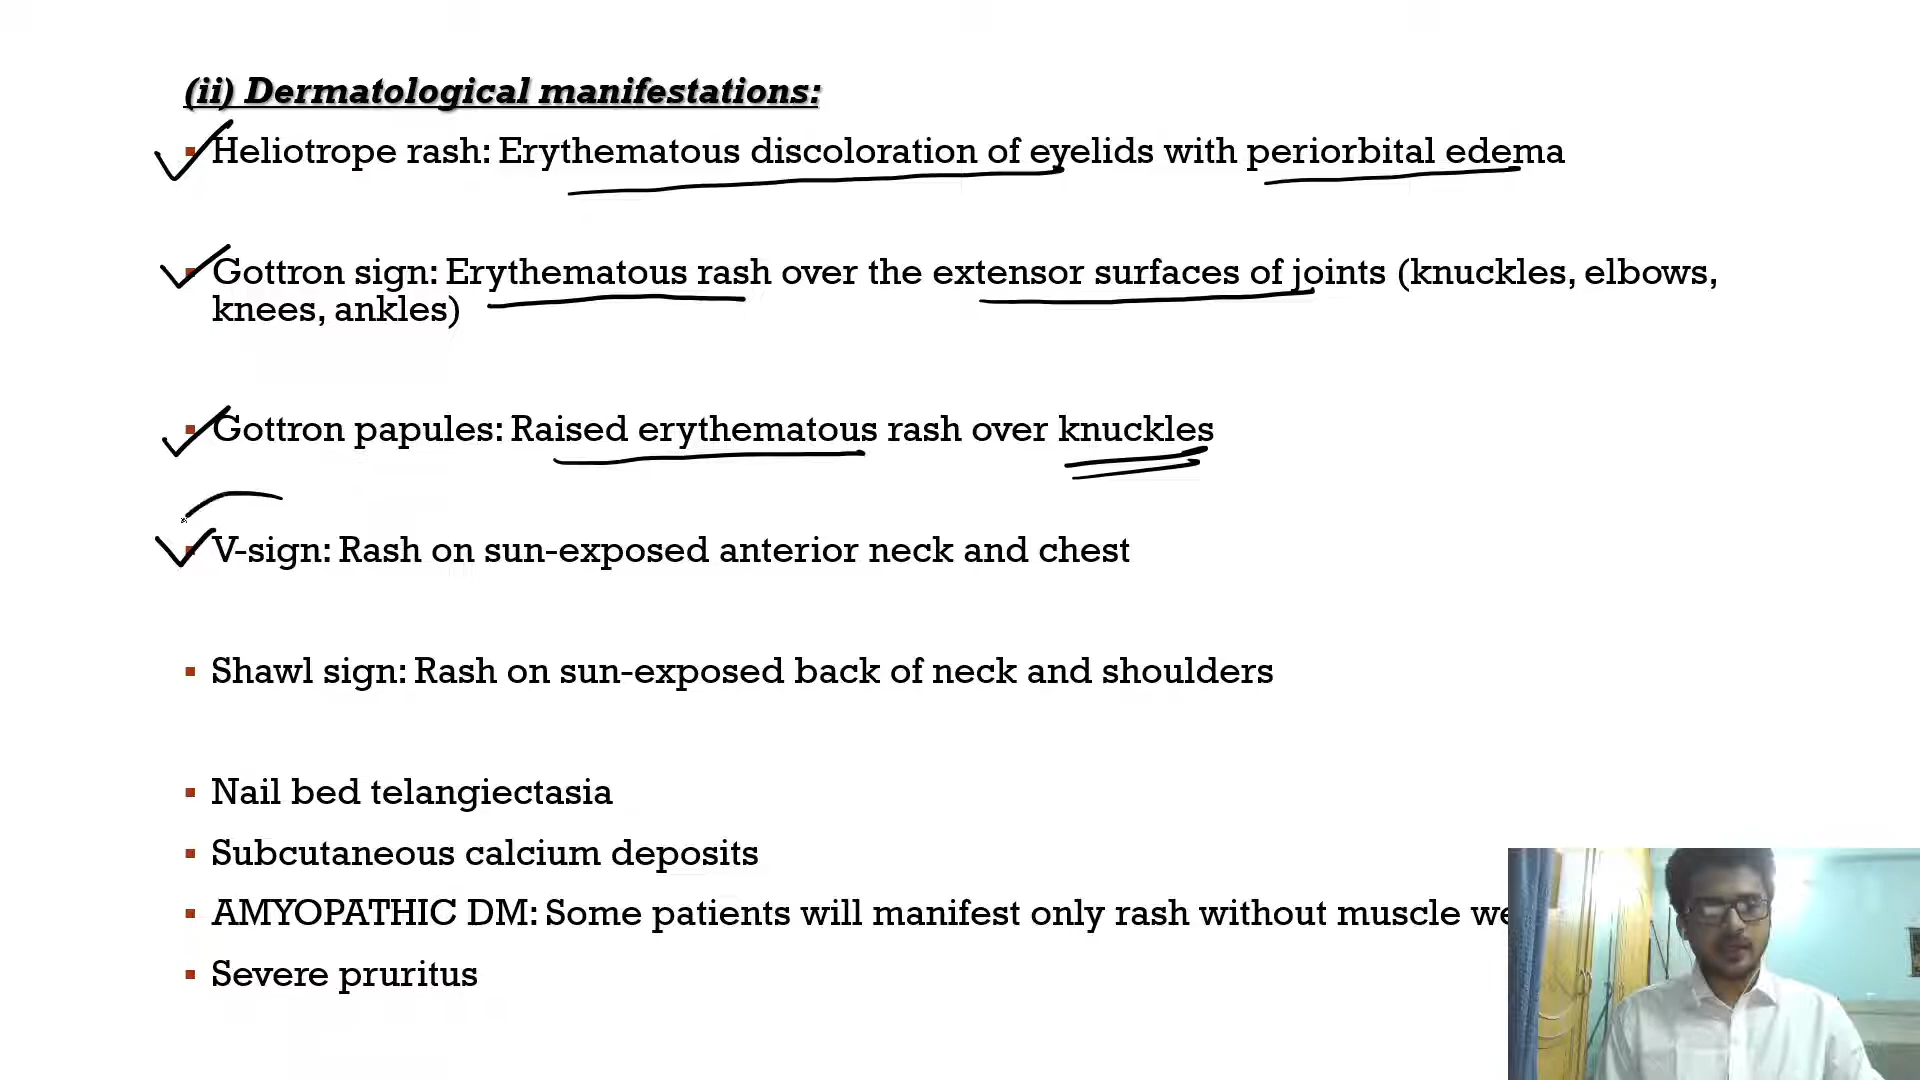 (ii) Dermatological manifestations:
Heliotrope rash: Erythematous discoloration of eyelids with periorbital edema
Gottron sign: Erythematous rash over the extensor surfaces of joints (knuckles, elbows,
knees, ankles)
Gottron papules: Raised erythematous rash over knuckles
V-sign: Rash on sun-exposed anterior neck and chest
Shawl sign: Rash on sun-exposed back of neck and shoulders
Nail bed telangiectasia
Subcutaneous calcium deposits
AMYOPATHIC DM: Some patients will manifest only rash without muscle
Severe pruritus